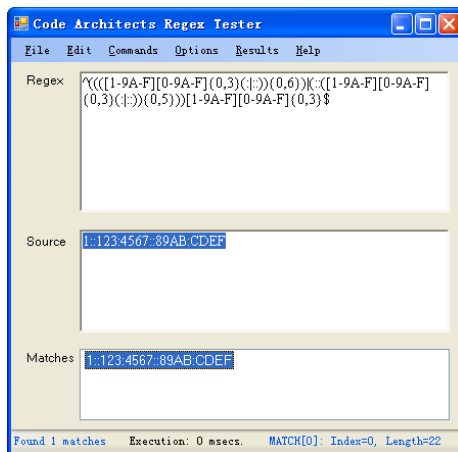 Code Architects Regex Tester
File Edit Commands Options Results Help
Regex
^(((([1-9A-F][0-9A-F]{0,3}(:|::)){0,6})|(::([1-9A-F][0-9A-F]
{0,3}(:|::)){0,5}))[1-9A-F][0-9A-F]{0,3}$
Source
1::123:4567::89AB:CDEF
Matches
1::123:4567::89AB:CDEF
Found 1 matches Execution: 0 msecs. MATCH[0]: Index=0, Length=22